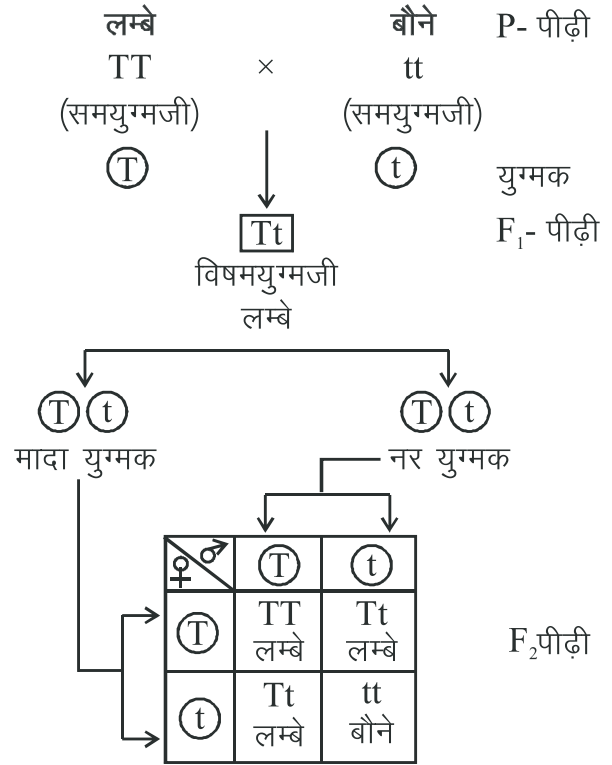 लम्बे बौने P- पीढ़ी
TT × tt
(समयुग्मजी) (समयुग्मजी)
T t युग्मक
Tt F₁- पीढ़ी
विषमयुग्मजी
लम्बे
T t T t
मादा युग्मक नर युग्मक
♀ ♂ T t
T TT Tt
लम्बे लम्बे F₂पीढ़ी
t Tt tt
लम्बे बौने